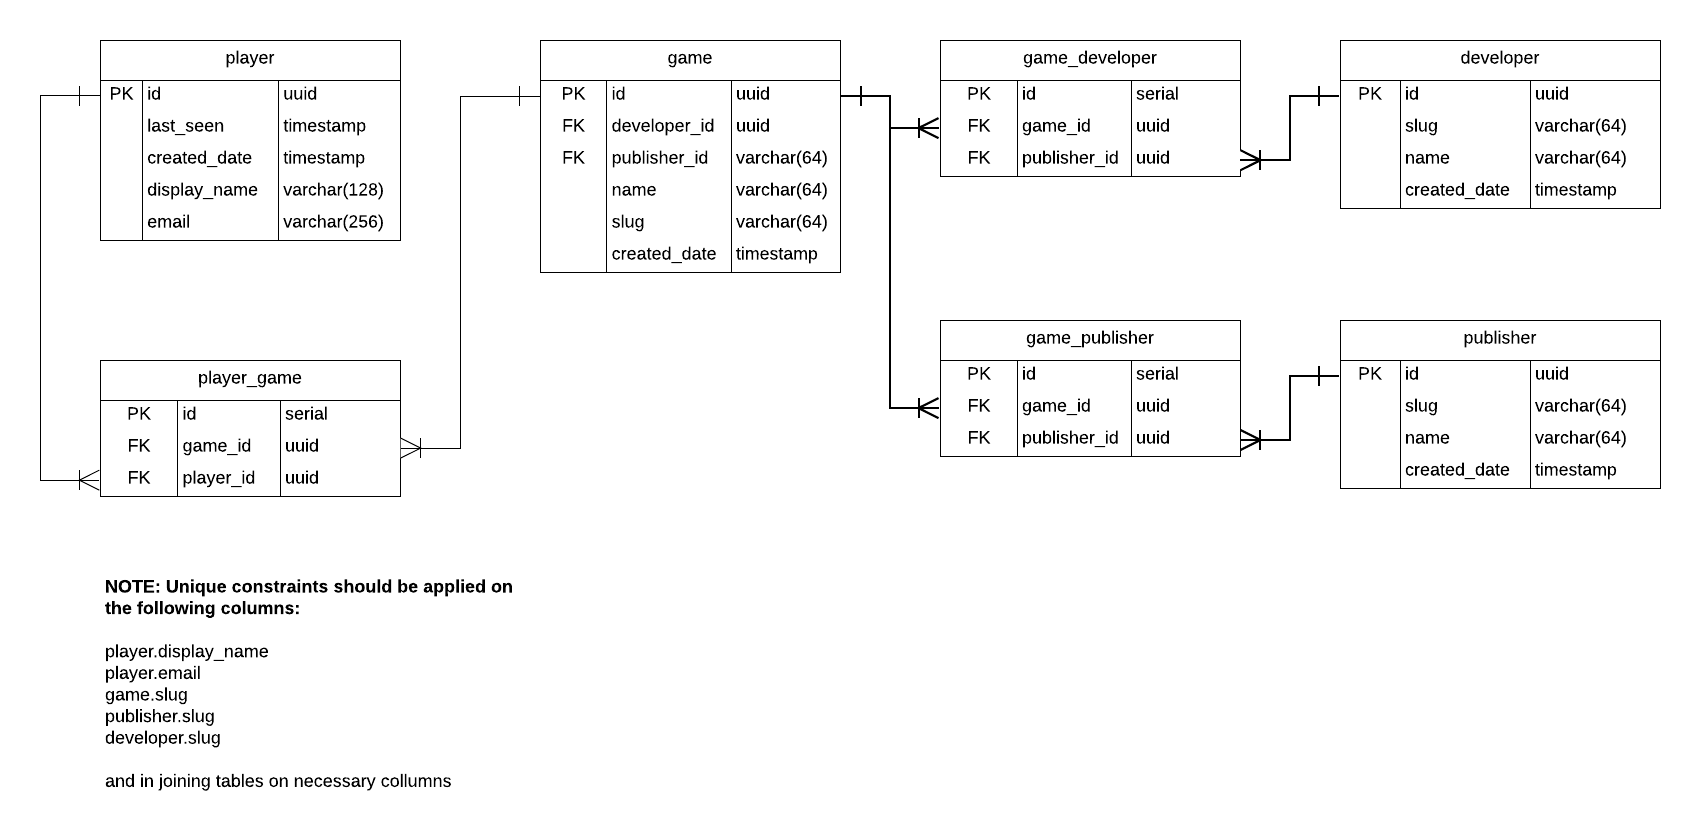 player
PK id uuid
last_seen timestamp
created_date timestamp
display_name varchar(128)
email varchar(256)
game
PK id uuid
FK developer_id uuid
FK publisher_id varchar(64)
name varchar(64)
slug varchar(64)
created_date timestamp
game_developer
PK id serial
FK game_id uuid
FK publisher_id uuid
developer
PK id uuid
slug varchar(64)
name varchar(64)
created_date timestamp
player_game
PK id serial
FK game_id uuid
FK player_id uuid
game_publisher
PK id serial
FK game_id uuid
FK publisher_id uuid
publisher
PK id uuid
slug varchar(64)
name varchar(64)
created_date timestamp
NOTE: Unique constraints should be applied on
the following columns:
player.display_name
player.email
game.slug
publisher.slug
developer.slug
and in joining tables on necessary collumns